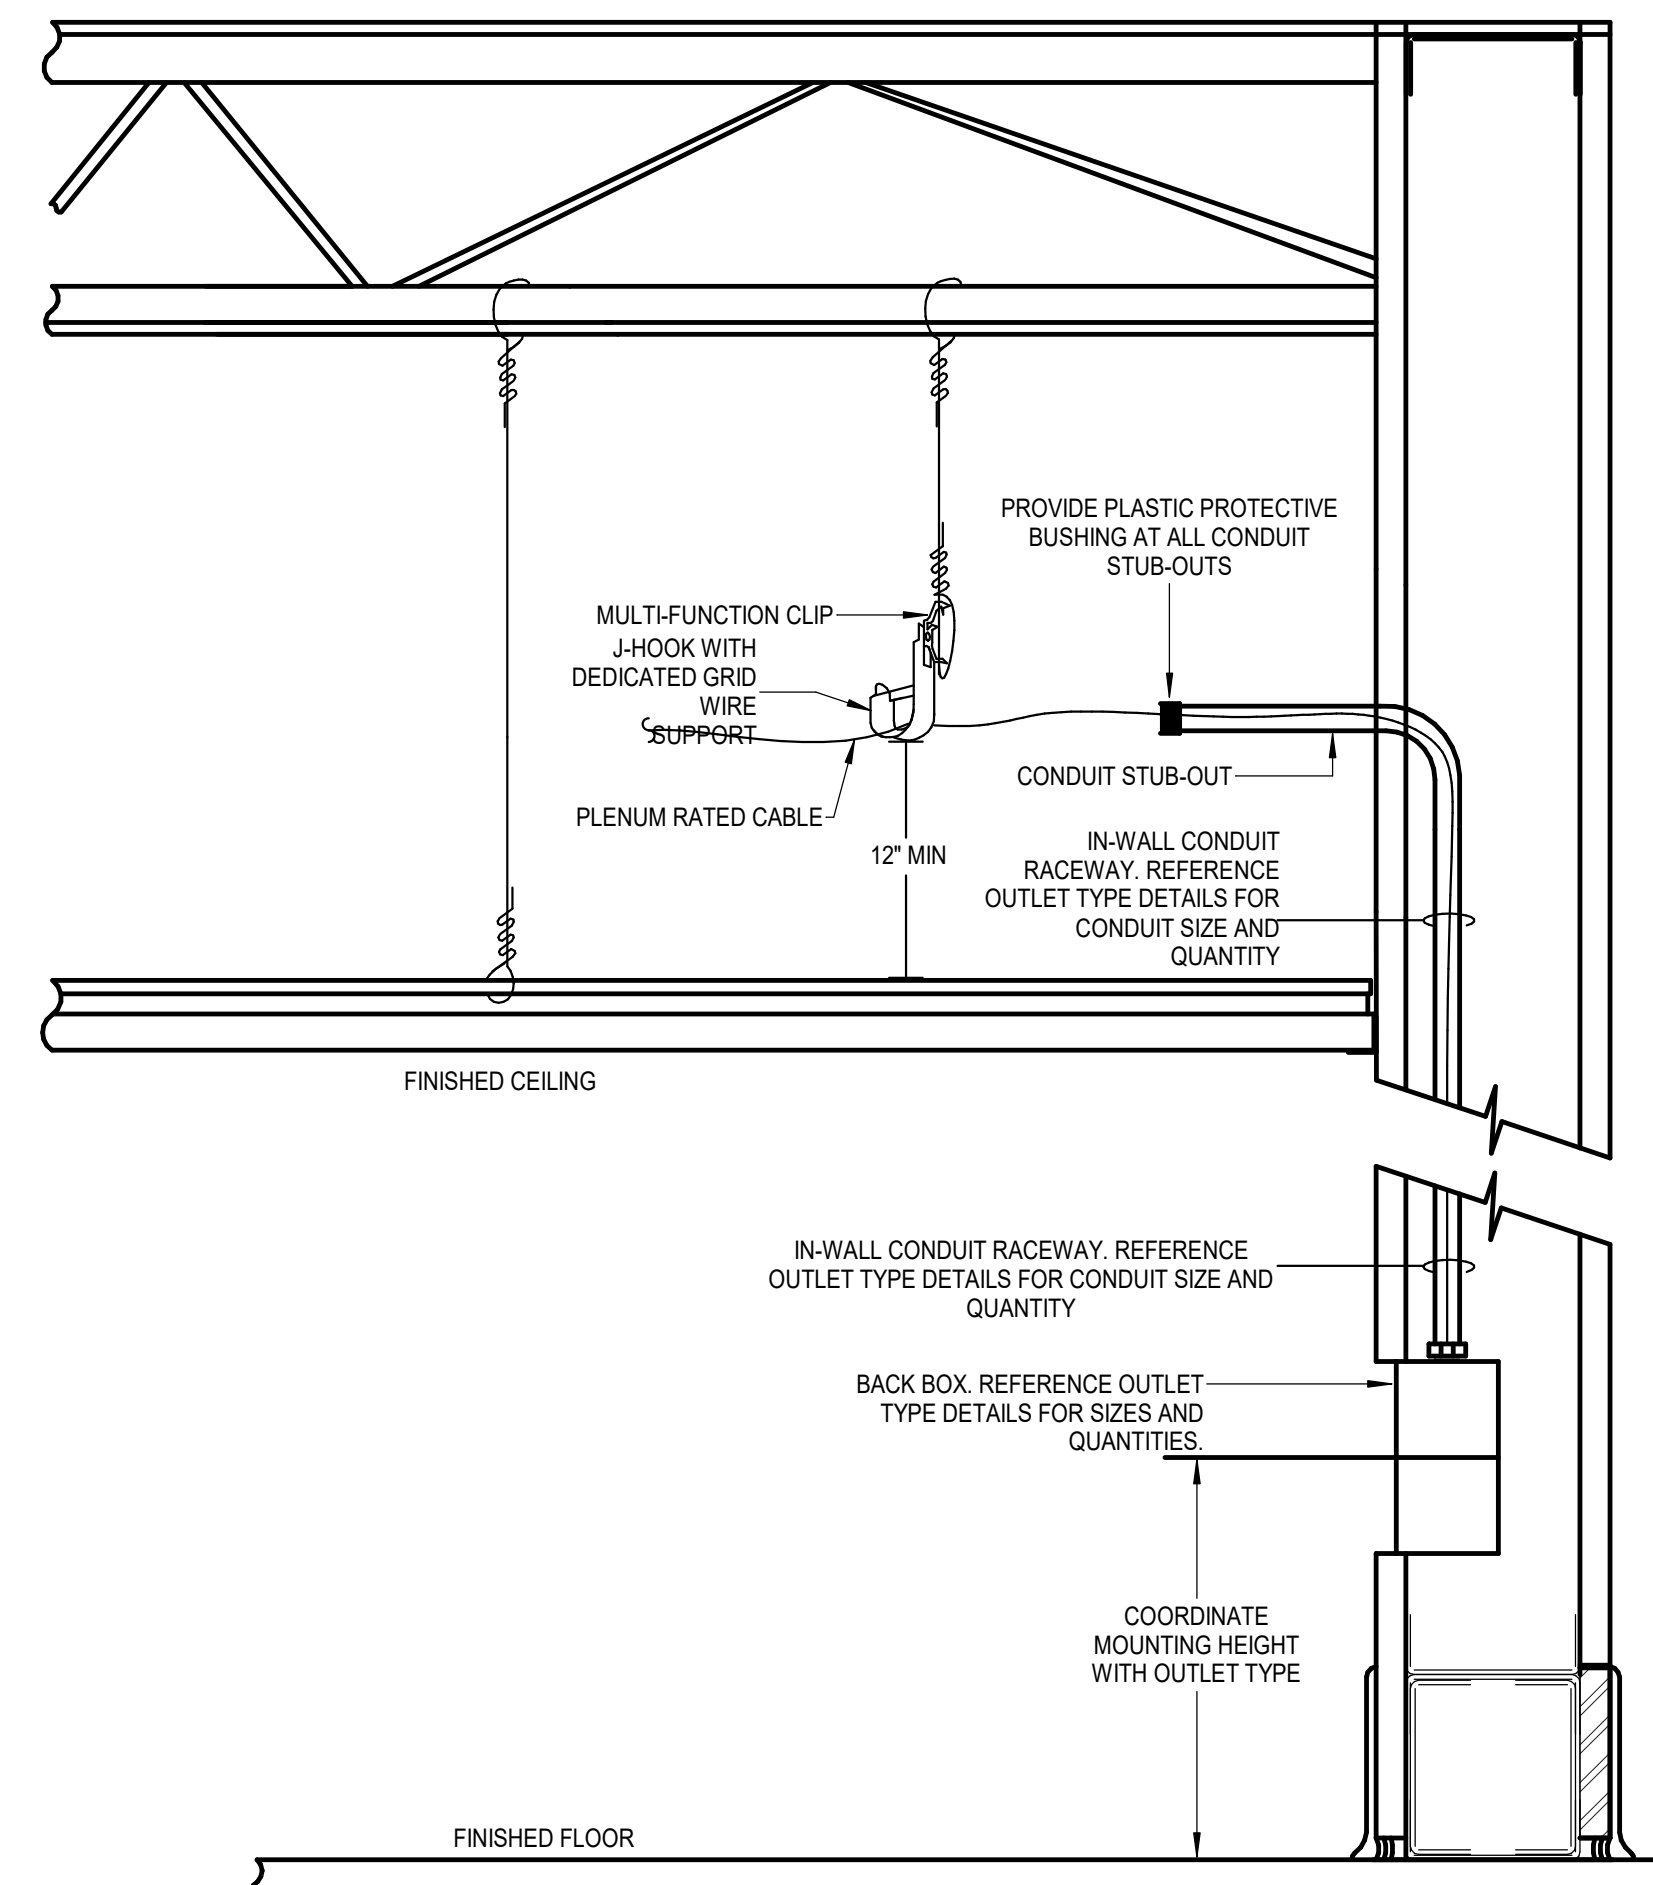 PROVIDE PLASTIC PROTECTIVE
BUSHING AT ALL CONDUIT
STUB-OUTS
MULTI-FUNCTION CLIP
J-HOOK WITH
DEDICATED GRID
WIRE
SUPPORT
PLENUM RATED CABLE
CONDUIT STUB-OUT
12" MIN
IN-WALL CONDUIT
RACEWAY. REFERENCE
OUTLET TYPE DETAILS FOR
CONDUIT SIZE AND
QUANTITY
FINISHED CEILING
IN-WALL CONDUIT RACEWAY. REFERENCE
OUTLET TYPE DETAILS FOR CONDUIT SIZE AND
QUANTITY
BACK BOX. REFERENCE OUTLET
TYPE DETAILS FOR SIZES AND
QUANTITIES.
COORDINATE
MOUNTING HEIGHT
WITH OUTLET TYPE
FINISHED FLOOR